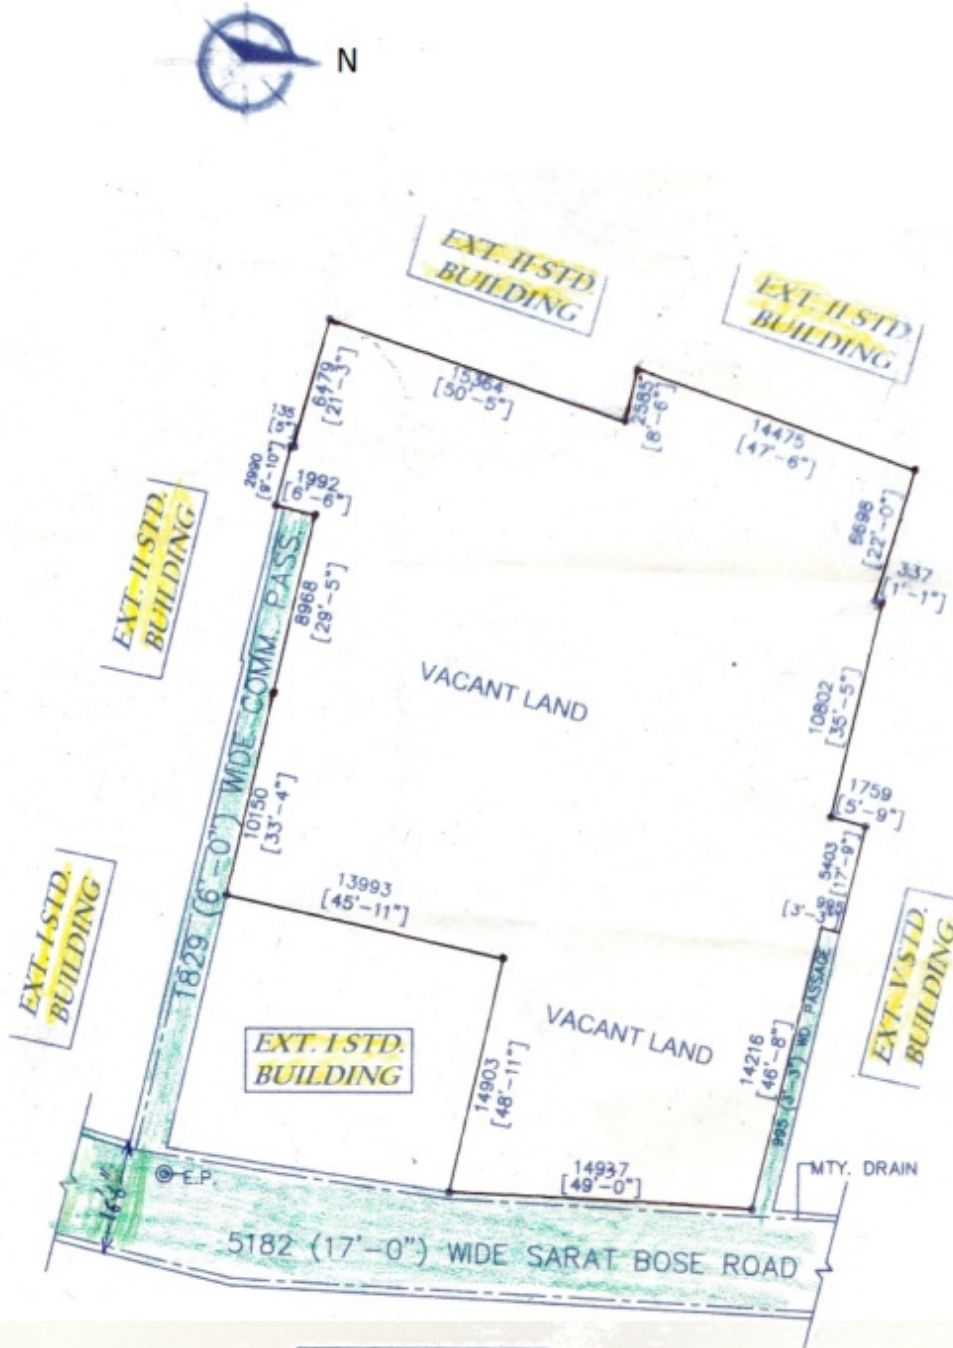 N
EXT. II STD.
BUILDING
EXT. II STD.
BUILDING
15364
[50'-5"]
2585
[8'-6"]
14475
[47'-6"]
6479
[21'-3"]
2990
[9'-10"]
1992
[6'-6"]
6698
[22'-0"]
337
[1'-1"]
EXT. II STD.
BUILDING
8968
[29'-5"]
VACANT LAND
10802
[35'-5"]
1759
[5'-9"]
10150
[33'-4"]
5403
[17'-9"]
995
[3'-3"]
13993
[45'-11"]
1829 (6'-0") WIDE COMM. PASS.
EXT. I STD.
BUILDING
EXT. V STD.
BUILDING
EXT. I STD.
BUILDING
VACANT LAND
14903
[48'-11"]
14216
[46'-8"]
995 (3'-3") WD. PASSAGE
14937
[49'-0"]
MTY. DRAIN
E.P.
5182 (17'-0") WIDE SARAT BOSE ROAD